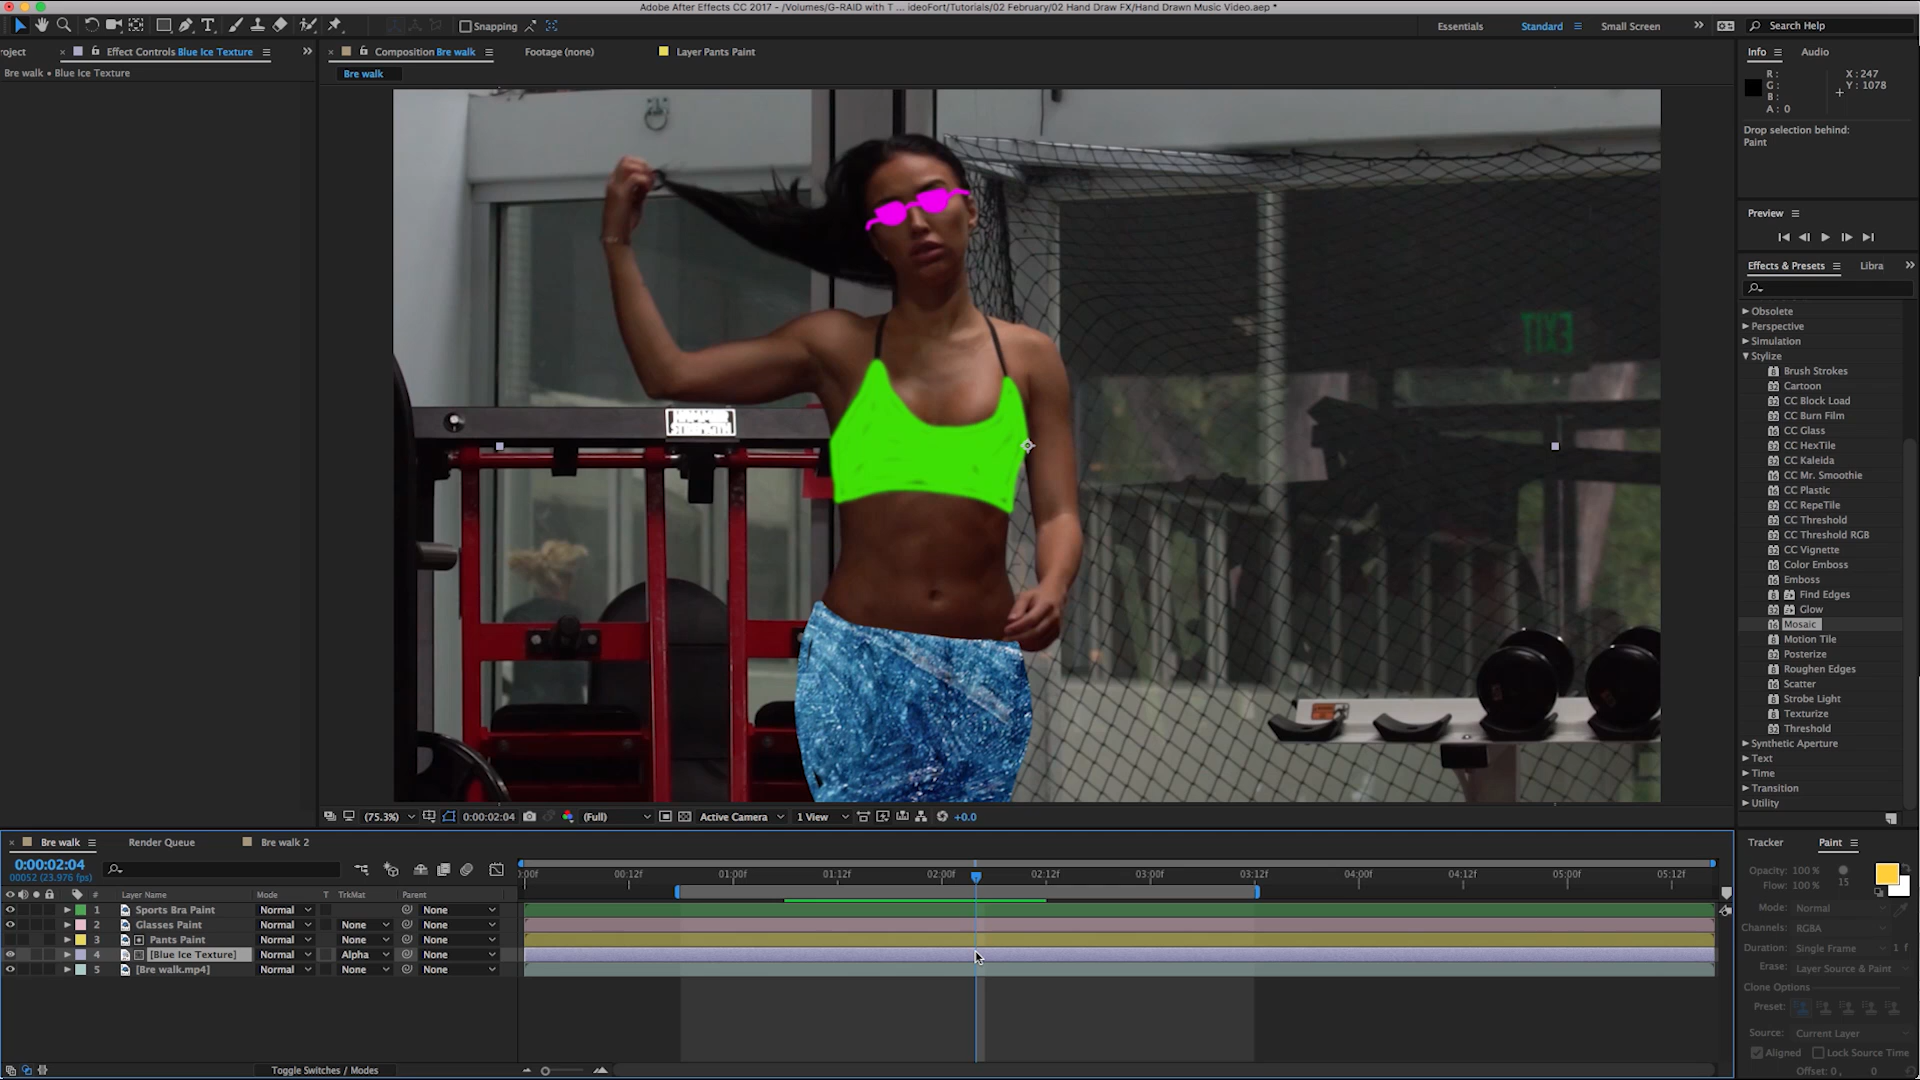 Adobe After Effects CC 2017 - /Volumes/G-RAID with T ... ideoFort/Tutorials/02 February/02 Hand Draw FX/Hand Drawn Music Video.aep *
Snapping
Essentials
Standard
Small Screen
Search Help
roject
Effect Controls Blue Ice Texture
Composition Bre walk
Footage (none)
Layer Pants Paint
Info
Audio
Bre walk • Blue Ice Texture
Bre walk
R :
G :
B :
A : 0
X : 247
Y : 1078
Drop selection behind:
Paint
Preview
Effects & Presets
Libra
Obsolete
Perspective
Simulation
Stylize
Brush Strokes
Cartoon
CC Block Load
CC Burn Film
CC Glass
CC HexTile
CC Kaleida
CC Mr. Smoothie
CC Plastic
CC RepeTile
CC Threshold
CC Threshold RGB
CC Vignette
Color Emboss
Emboss
Find Edges
Glow
Mosaic
Motion Tile
Posterize
Roughen Edges
Scatter
Strobe Light
Texturize
Threshold
Synthetic Aperture
Text
Time
Transition
Utility
EXIT
(75.3%)
0:00:02:04
(Full)
Active Camera
1 View
+0.0
Bre walk
Render Queue
Bre walk 2
0:00:02:04
00052 (23.976 fps)
:00f
00:12f
01:00f
01:12f
02:00f
02:12f
03:00f
03:12f
04:00f
04:12f
05:00f
05:12f
# Layer Name Mode T TrkMat Parent
1 Sports Bra Paint Normal None
2 Glasses Paint Normal None None
3 Pants Paint Normal None None
4 [Blue Ice Texture] Normal Alpha None
5 [Bre walk.mp4] Normal None None
Toggle Switches / Modes
Tracker
Paint
Opacity: 100 %
Flow: 100 %
15
Mode: Normal
Channels: RGBA
Duration: Single Frame 1 f
Erase: Layer Source & Paint
Clone Options
Preset:
Source: Current Layer
Aligned
Lock Source Time
Offset: 0 , 0